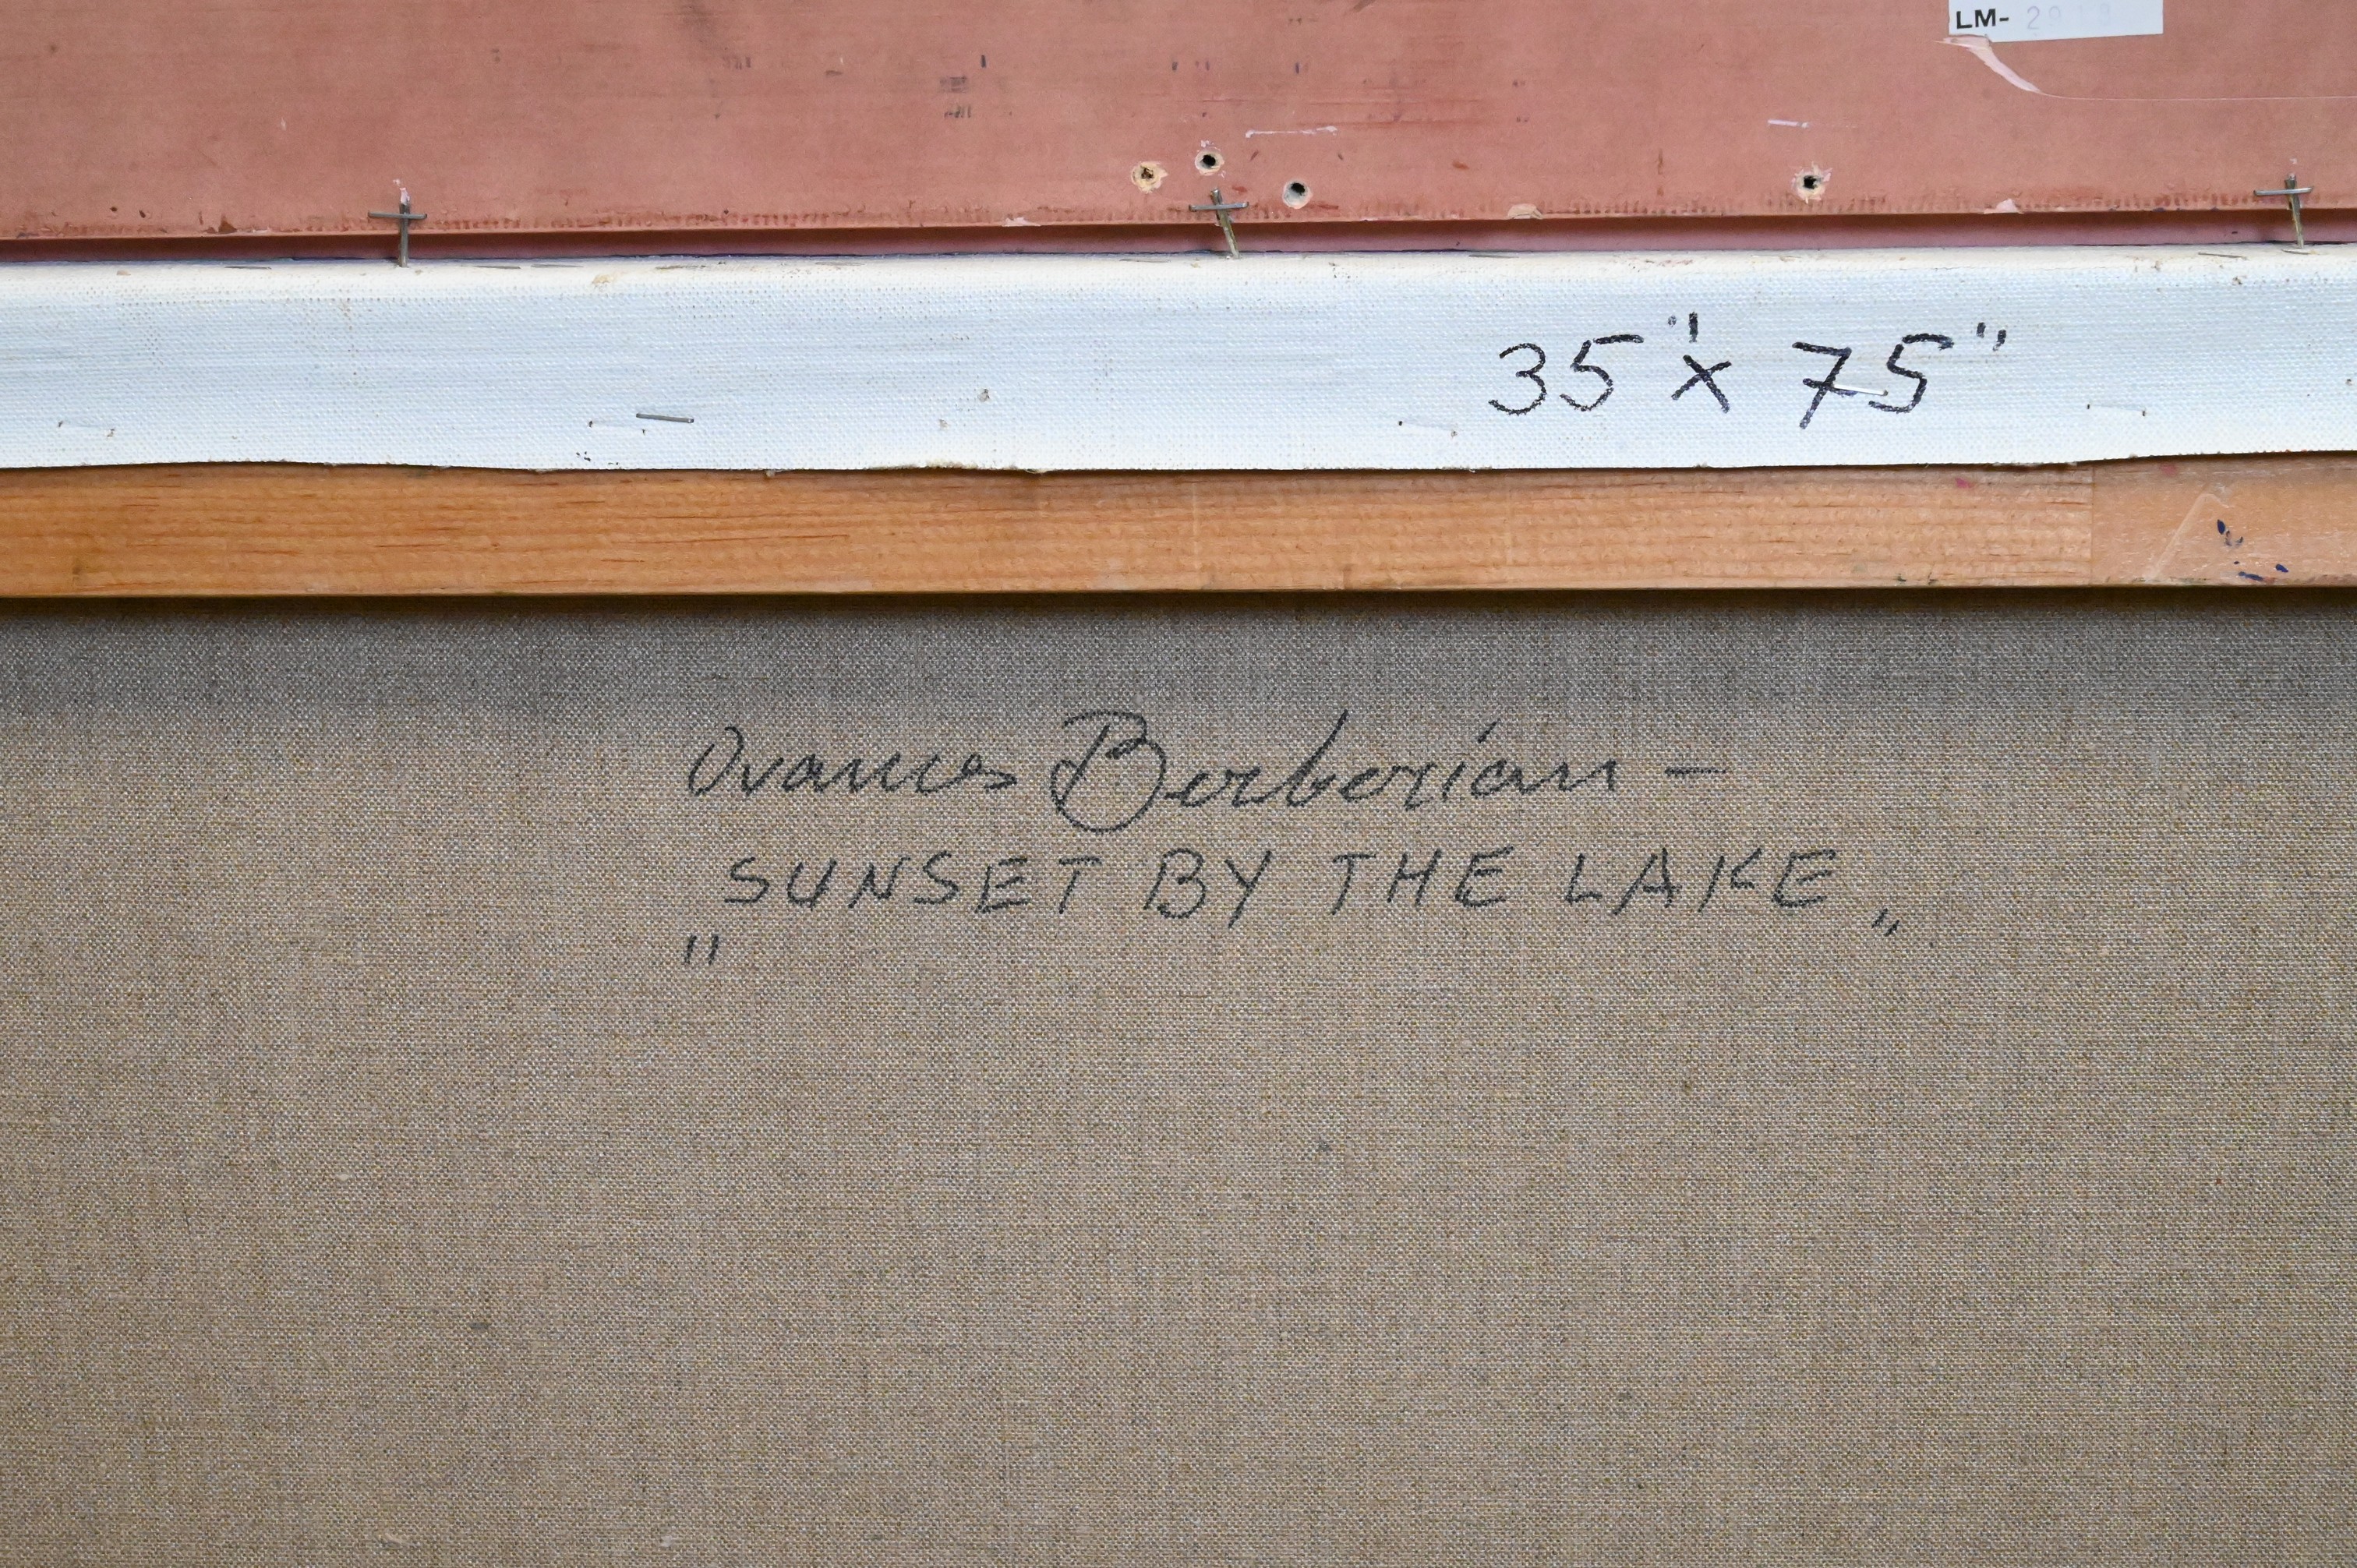 LM-
35" x 75"
Ovanes Berberian –
SUNSET BY THE LAKE „
"